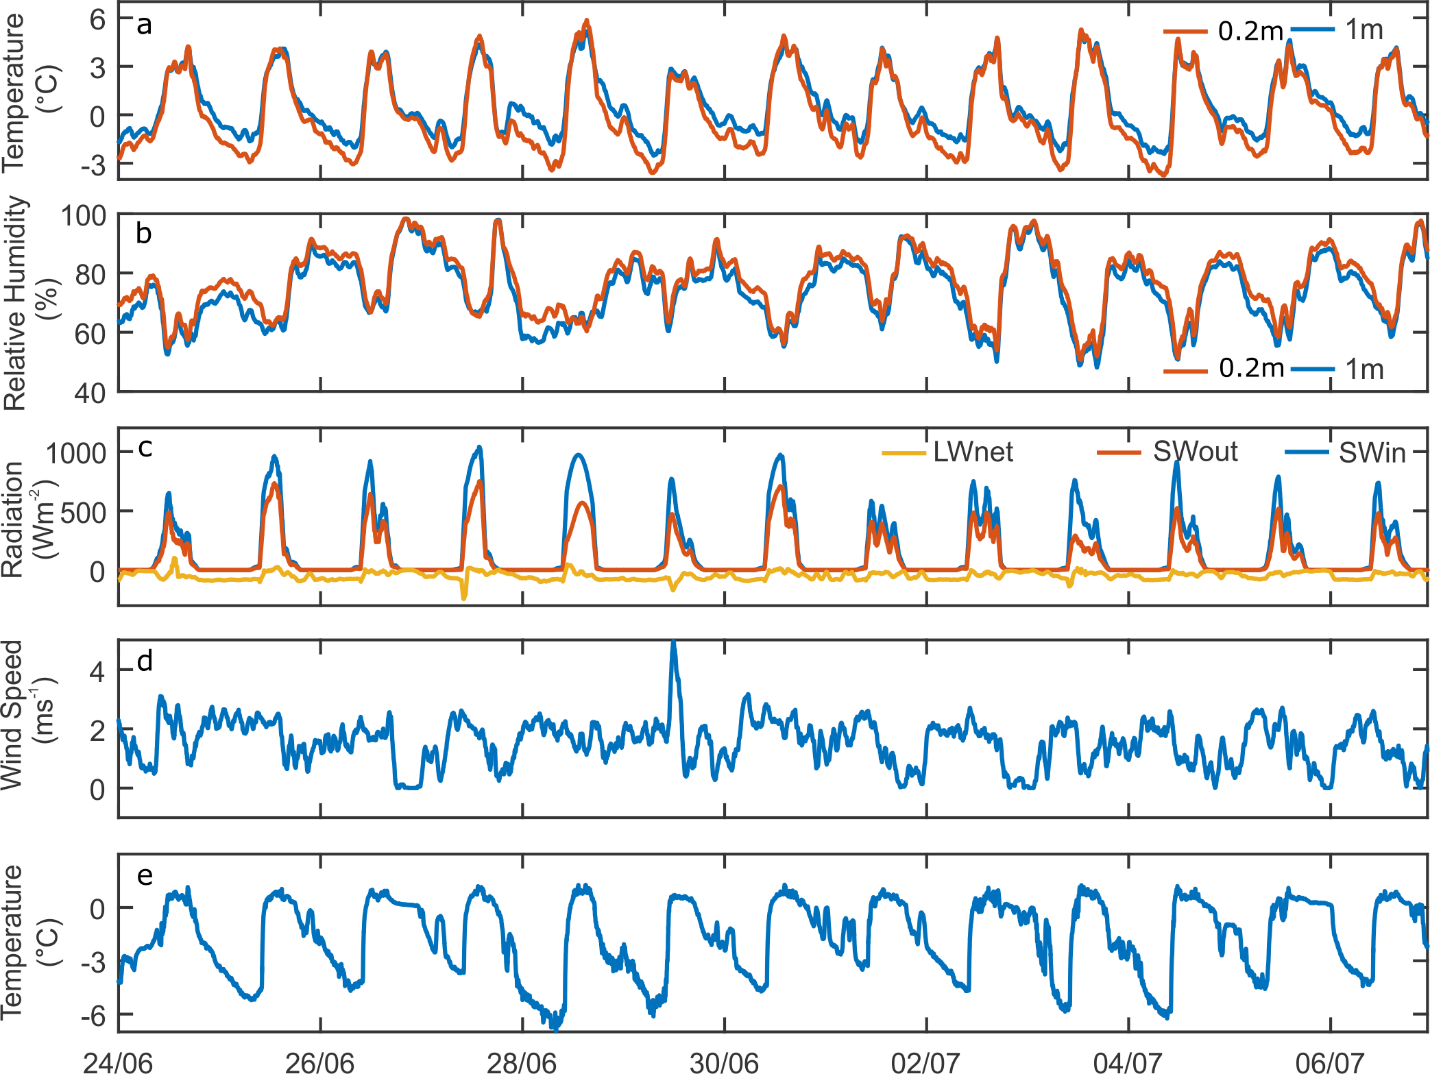 Temperature
(°C)
a
6
3
0
-3
0.2m
1m
Relative Humidity
(%)
b
100
80
60
40
0.2m
1m
Radiation
(Wm⁻²)
c
1000
500
0
LWnet
SWout
SWin
Wind Speed
(ms⁻¹)
d
4
2
0
Temperature
(°C)
e
0
-3
-6
24/06 26/06 28/06 30/06 02/07 04/07 06/07